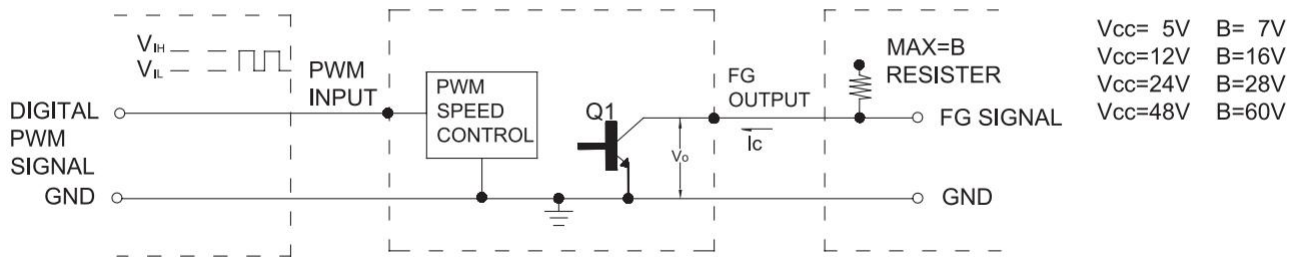 VIH
VIL
PWM
INPUT
DIGITAL
PWM
SIGNAL
GND
PWM
SPEED
CONTROL
Q1
Vo
FG
OUTPUT
Ic
MAX=B
RESISTER
FG SIGNAL
GND
Vcc= 5V B= 7V
Vcc=12V B=16V
Vcc=24V B=28V
Vcc=48V B=60V